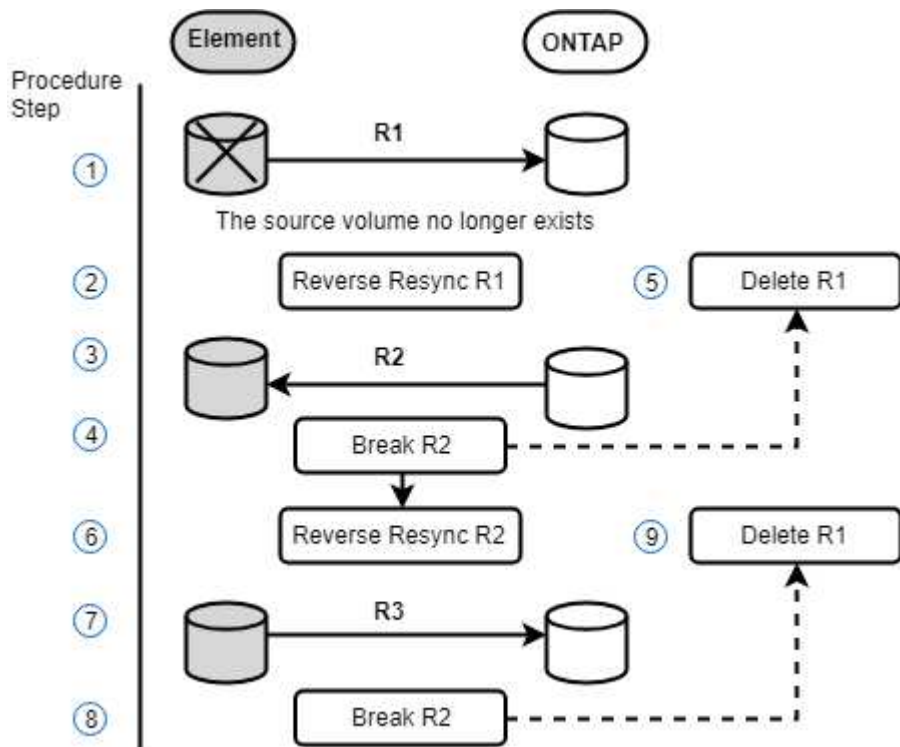 Element
ONTAP
Procedure
Step
1
R1
The source volume no longer exists
2
Reverse Resync R1
5
Delete R1
3
R2
4
Break R2
6
Reverse Resync R2
9
Delete R1
7
R3
8
Break R2